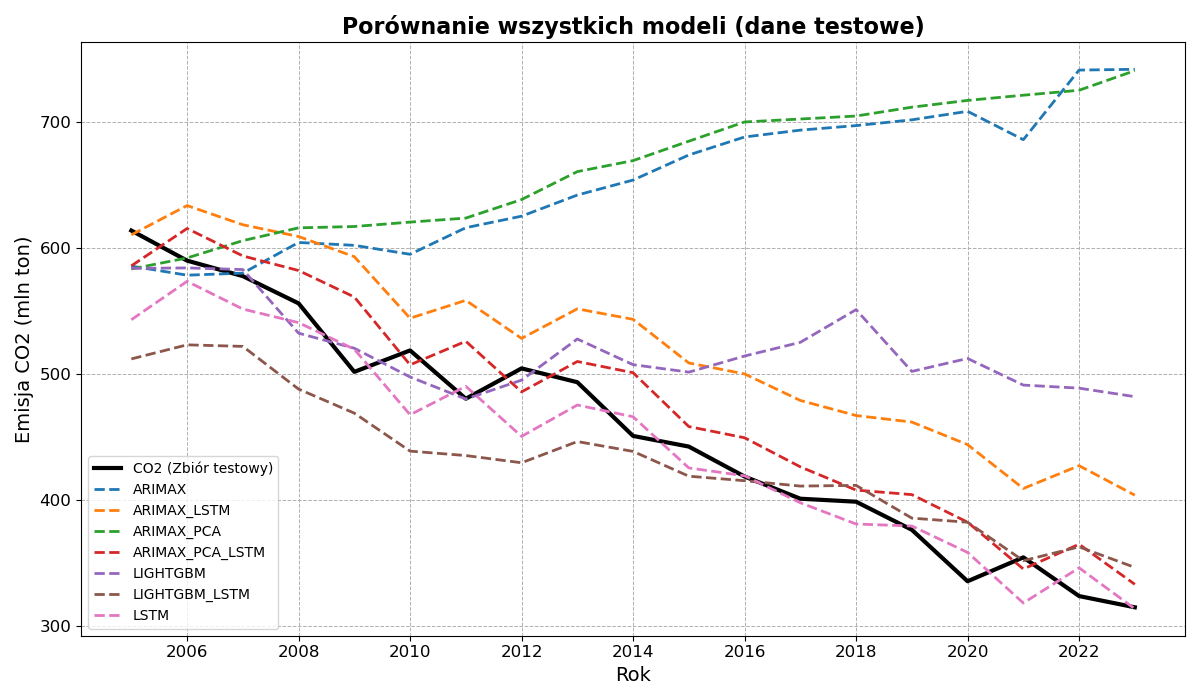 Porównanie wszystkich modeli (dane testowe)
Emisja CO2 (mln ton)
700
600
500
400
300
CO2 (Zbiór testowy)
ARIMAX
ARIMAX_LSTM
ARIMAX_PCA
ARIMAX_PCA_LSTM
LIGHTGBM
LIGHTGBM_LSTM
LSTM
2006 2008 2010 2012 2014 2016 2018 2020 2022
Rok